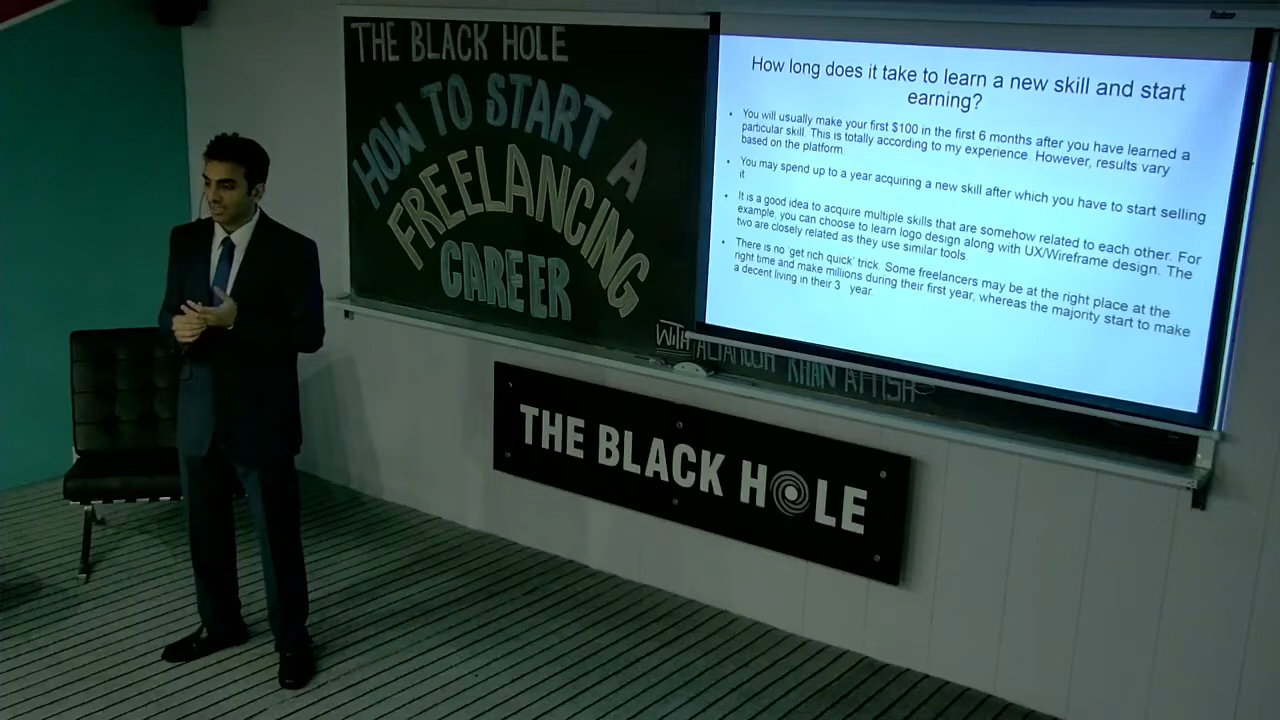 THE BLACK HOLE
HOW TO START A
FREELANCING
CAREER
WITH
KHAN ATTISH
How long does it take to learn a new skill and start
earning?
• You will usually make your first $100 in the first 6 months after you have learned a
particular skill. This is totally according to my experience. However, results vary
based on the platform.
• You may spend up to a year acquiring a new skill after which you have to start selling
it
• It is a good idea to acquire multiple skills that are somehow related to each other. For
example, you can choose to learn logo design along with UX/Wireframe design. The
two are closely related as they use similar tools.
• There is no 'get rich quick' trick. Some freelancers may be at the right place at the
right time and make millions during their first year, whereas the majority start to make
a decent living in their 3 year.
THE BLACK HOLE